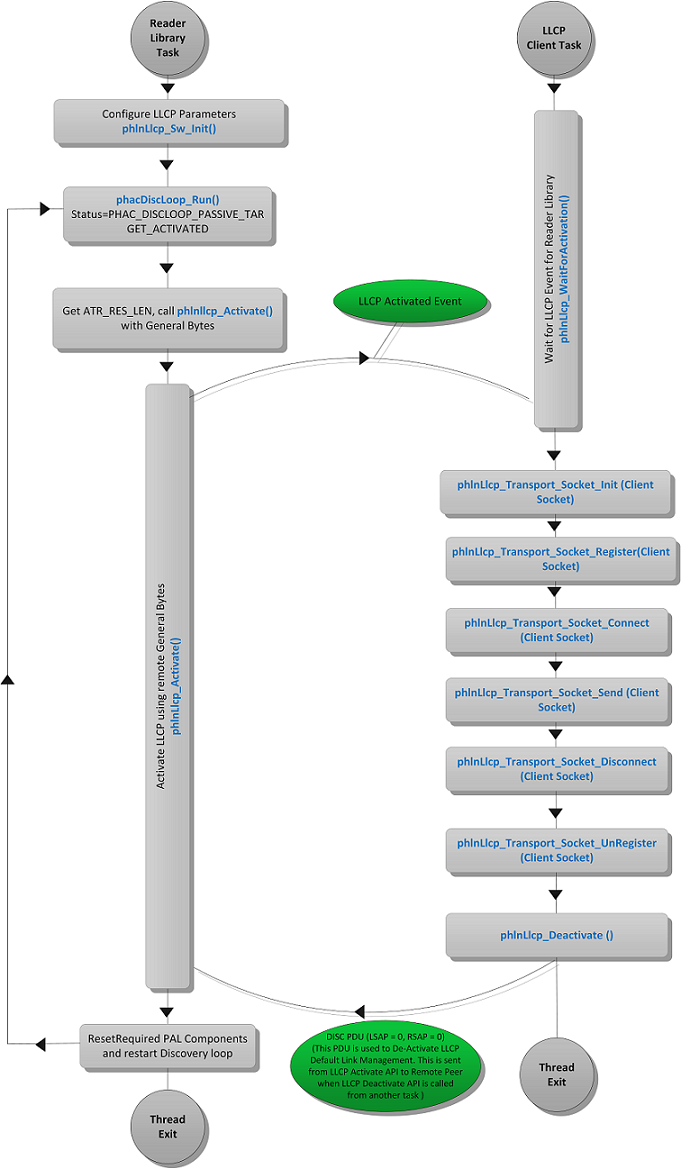 Reader
Library
Task
Configure LLCP Parameters
phlnLlcp_Sw_Init()
phacDiscLoop_Run()
Status=PHAC_DISCLOOP_PASSIVE_TAR
GET_ACTIVATED
Get ATR_RES_LEN, call phlnllcp_Activate()
with General Bytes
Activate LLCP using remote General Bytes
phlnLlcp_Activate()
ResetRequired PAL Components
and restart Discovery loop
Thread
Exit
LLCP Activated Event
LLCP
Client Task
Wait for LLCP Event for Reader Library
phlnLlcp_WaitForActivation()
phlnLlcp_Transport_Socket_Init (Client
Socket)
phlnLlcp_Transport_Socket_Register(Client
Socket)
phlnLlcp_Transport_Socket_Connect
(Client Socket)
phlnLlcp_Transport_Socket_Send (Client
Socket)
phlnLlcp_Transport_Socket_Disconnect
(Client Socket)
phlnLlcp_Transport_Socket_UnRegister
(Client Socket)
phlnLlcp_Deactivate ()
DISC PDU (LSAP = 0, RSAP = 0)
(This PDU is used to De-Activate LLCP
Default Link Management. This is sent
from LLCP Activate API to Remote Peer
when LLCP Deactivate API is called
from another task )
Thread
Exit